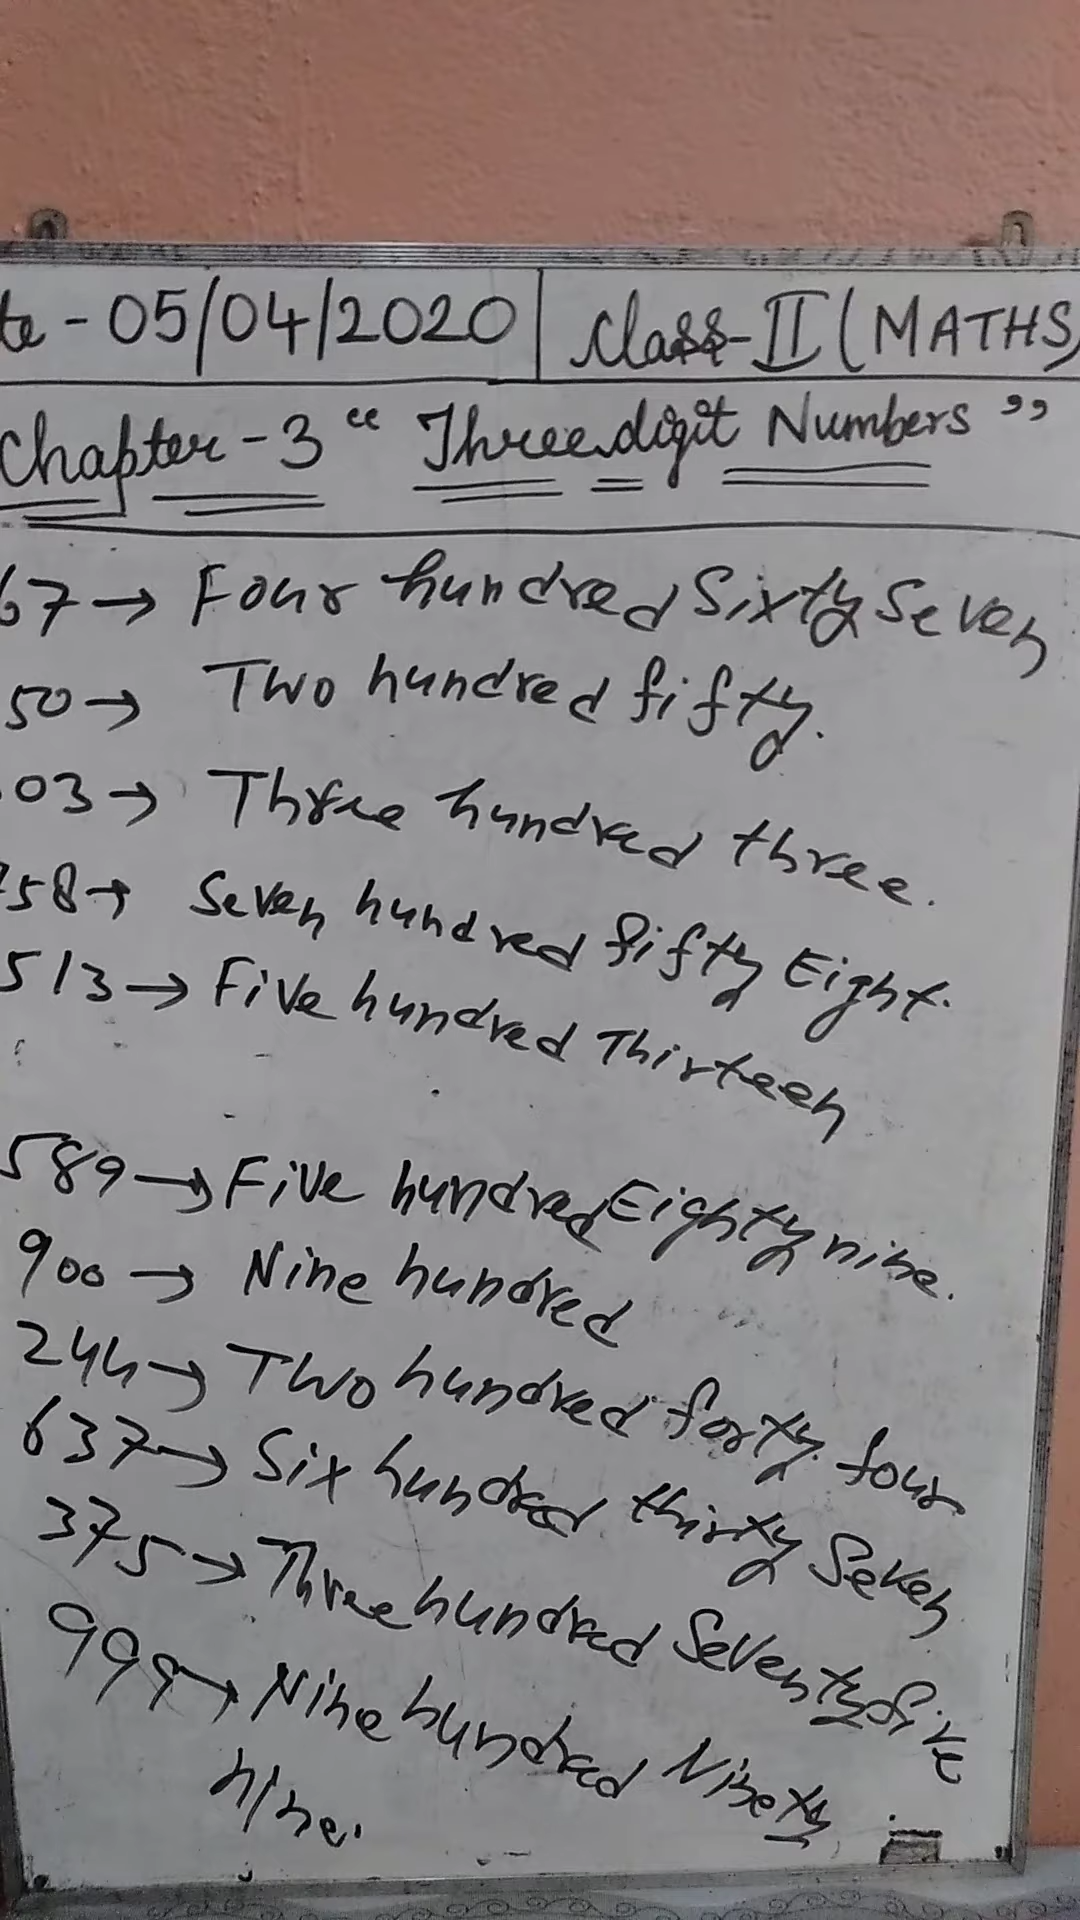 te - 05/04/2020 | Class-II (MATHS)
Chapter-3 “ Three digit Numbers ”
67 → Four hundred Sixty Seven
50 → Two hundred fifty.
03 → Three hundred three.
758 → Seven hundred fifty Eight.
513 → Five hundred Thirteen
589 → Five hundred Eighty nine.
900 → Nine hundred
244 → Two hundred forty four
637 → Six hundred thirty Seven
375 → Three hundred Seventy five
999 → Nine hundred Ninety
nine.